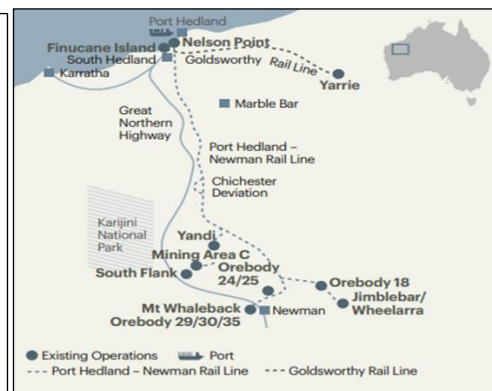 Port Hedland
Finucane Island
Nelson Point
South Hedland
Goldsworthy Rail Line
Karratha
Yarrie
Marble Bar
Great
Northern
Highway
Port Hedland –
Newman Rail Line
Chichester
Deviation
Karijini
National
Park
Yandi
Mining Area C
South Flank
Orebody
24/25
Orebody 18
Jimblebar/
Wheelarra
Mt Whaleback
Orebody 29/30/35
Newman
Existing Operations
Port
Port Hedland – Newman Rail Line
Goldsworthy Rail Line